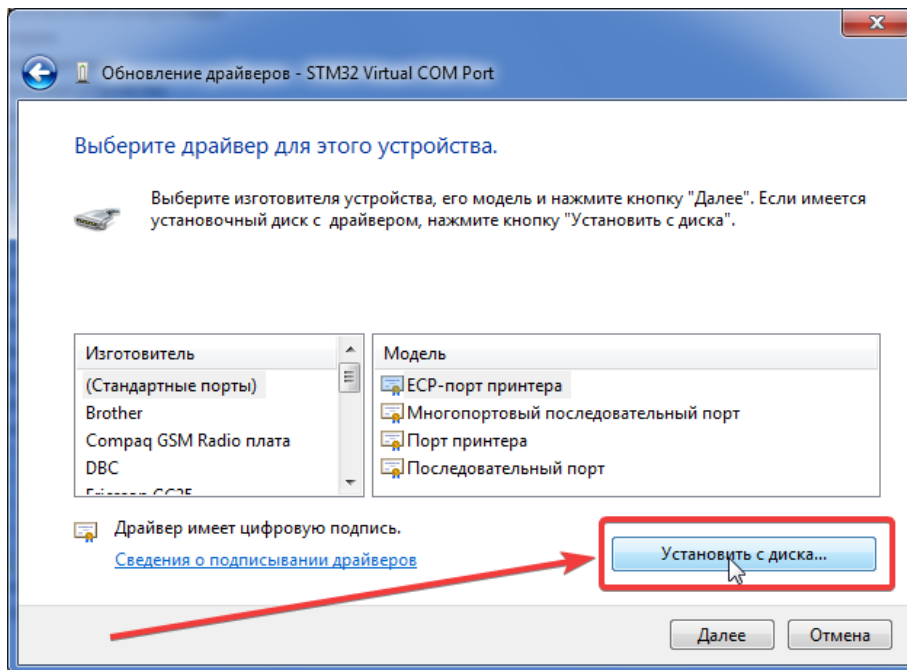 Обновление драйверов - STM32 Virtual COM Port
Выберите драйвер для этого устройства.
Выберите изготовителя устройства, его модель и нажмите кнопку "Далее". Если имеется
установочный диск с драйвером, нажмите кнопку "Установить с диска".
Изготовитель
(Стандартные порты)
Brother
Compaq GSM Radio плата
DBC
Модель
ECP-порт принтера
Многопортовый последовательный порт
Порт принтера
Последовательный порт
Драйвер имеет цифровую подпись.
Сведения о подписывании драйверов
Установить с диска...
Далее
Отмена